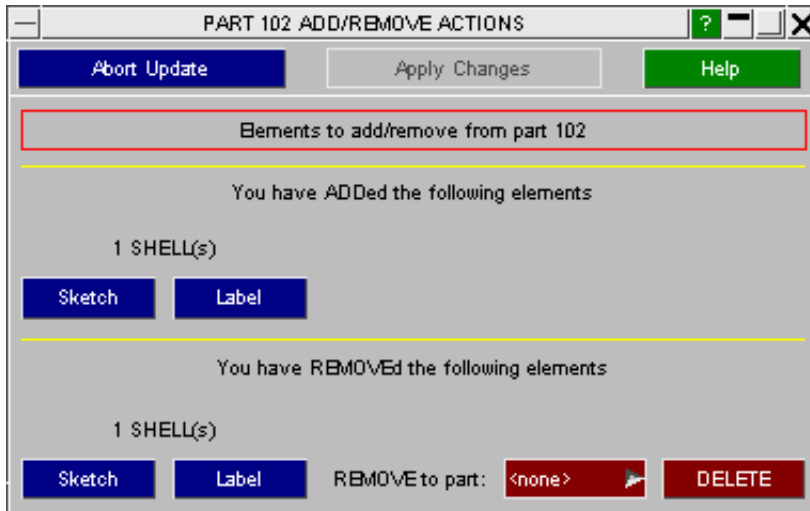 PART 102 ADD/REMOVE ACTIONS ?
Abort Update Apply Changes Help
Elements to add/remove from part 102
You have ADDed the following elements
1 SHELL(s)
Sketch Label
You have REMOVEd the following elements
1 SHELL(s)
Sketch Label REMOVE to part: <none> DELETE